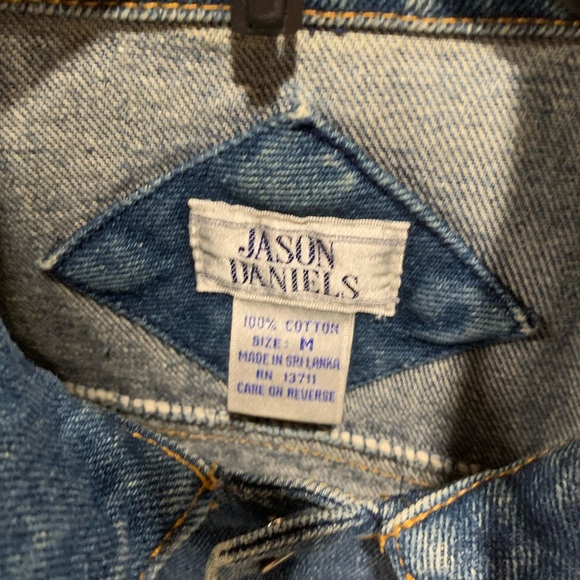 JASON
DANIELS
100% COTTON
SIZE: M
MADE IN SRI LANKA
RN 13711
CARE ON REVERSE